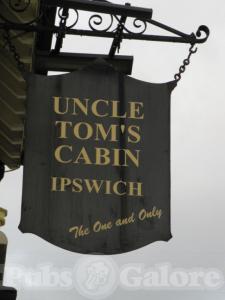 UNCLE
TOM'S
CABIN
IPSWICH
The One and Only
Pubs Galore